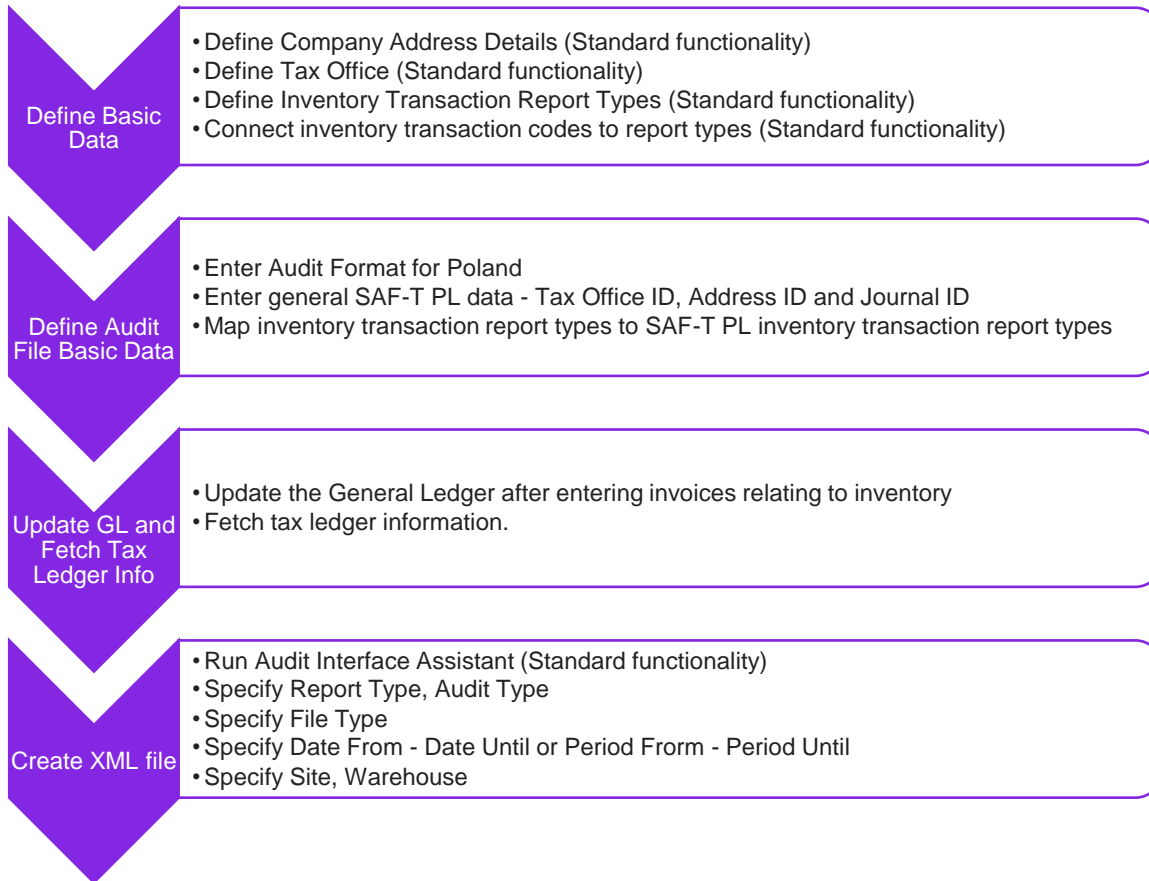 Define Basic
Data
•Define Company Address Details (Standard functionality)
•Define Tax Office (Standard functionality)
•Define Inventory Transaction Report Types (Standard functionality)
•Connect inventory transaction codes to report types (Standard functionality)
Define Audit
File Basic Data
•Enter Audit Format for Poland
•Enter general SAF-T PL data - Tax Office ID, Address ID and Journal ID
•Map inventory transaction report types to SAF-T PL inventory transaction report types
Update GL and
Fetch Tax
Ledger Info
•Update the General Ledger after entering invoices relating to inventory
•Fetch tax ledger information.
Create XML file
•Run Audit Interface Assistant (Standard functionality)
•Specify Report Type, Audit Type
•Specify File Type
•Specify Date From - Date Until or Period Frorm - Period Until
•Specify Site, Warehouse